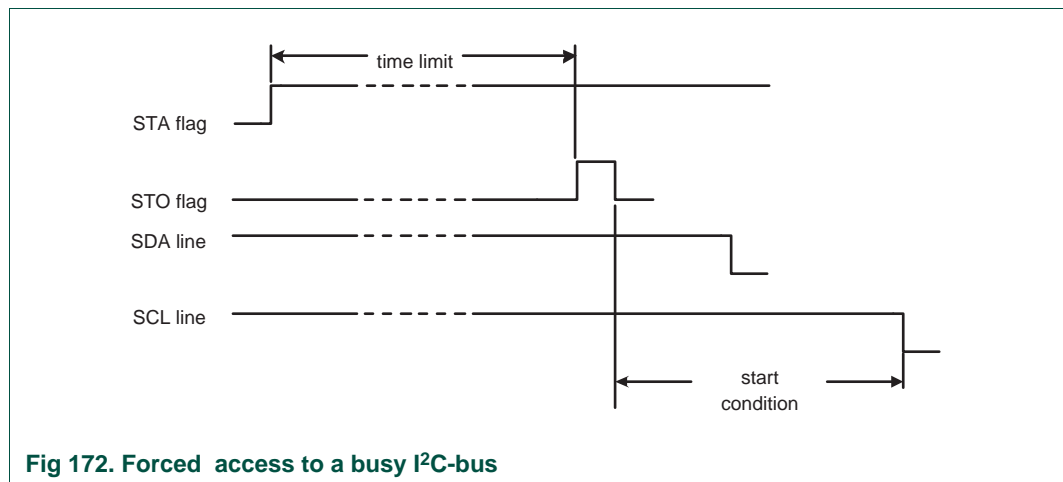 time limit
STA flag
STO flag
SDA line
SCL line
start
condition
Fig 172. Forced access to a busy I²C-bus